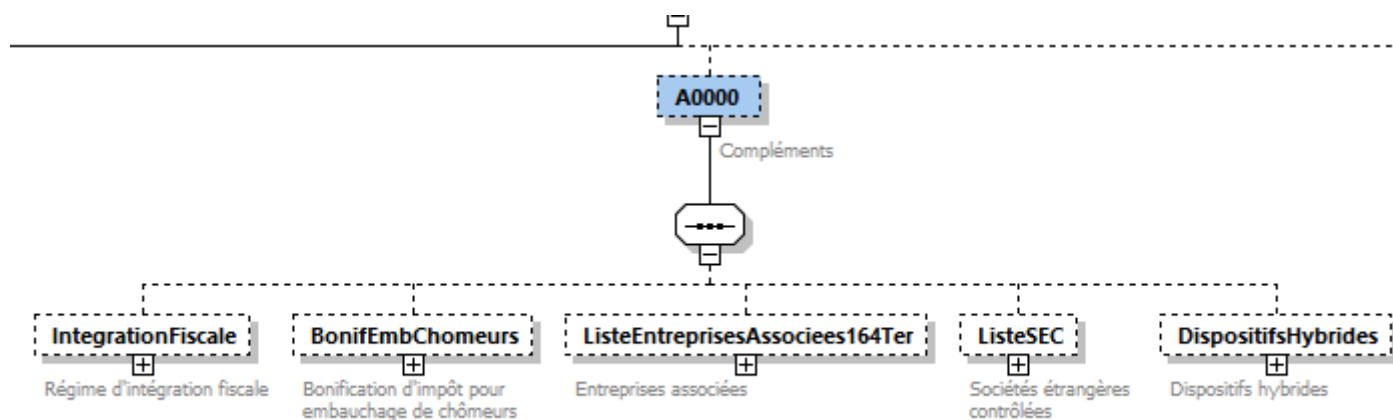 A0000
Compléments
IntegrationFiscale
BonifEmbChomeurs
ListeEntreprisesAssociees164Ter
ListeSEC
DispositifsHybrides
Régime d'intégration fiscale
Bonification d'impôt pour
embauchage de chômeurs
Entreprises associées
Sociétés étrangères
contrôlées
Dispositifs hybrides